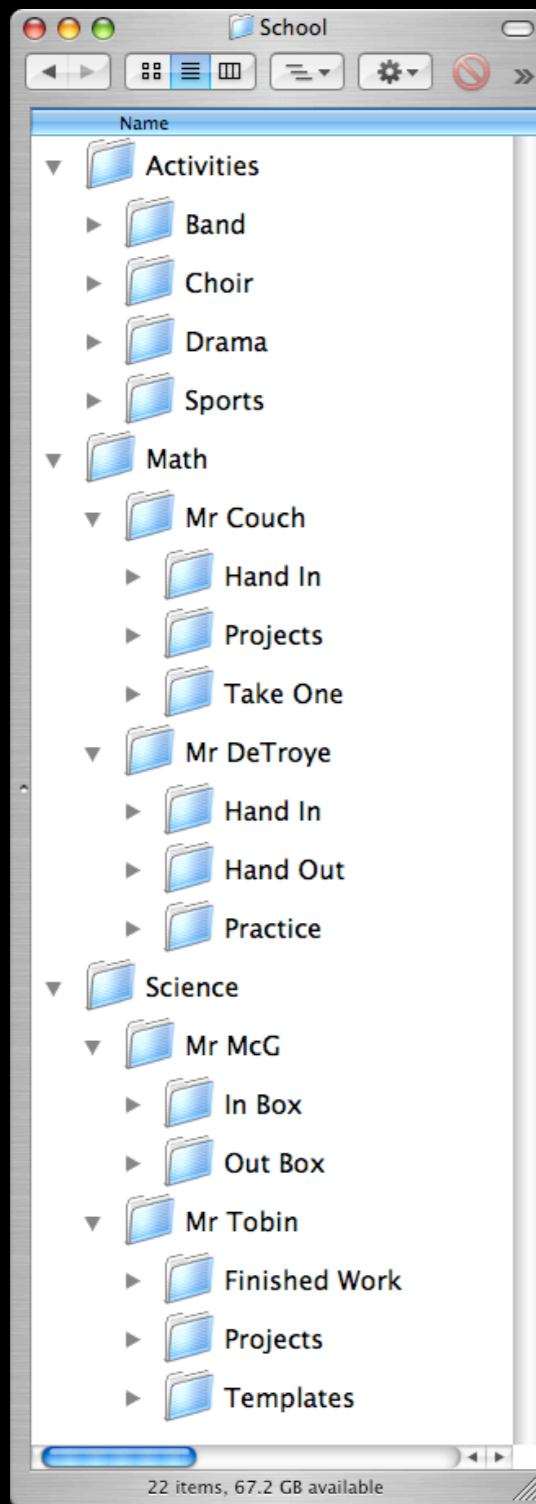 School
Name
Activities
Band
Choir
Drama
Sports
Math
Mr Couch
Hand In
Projects
Take One
Mr DeTroye
Hand In
Hand Out
Practice
Science
Mr McG
In Box
Out Box
Mr Tobin
Finished Work
Projects
Templates
22 items, 67.2 GB available